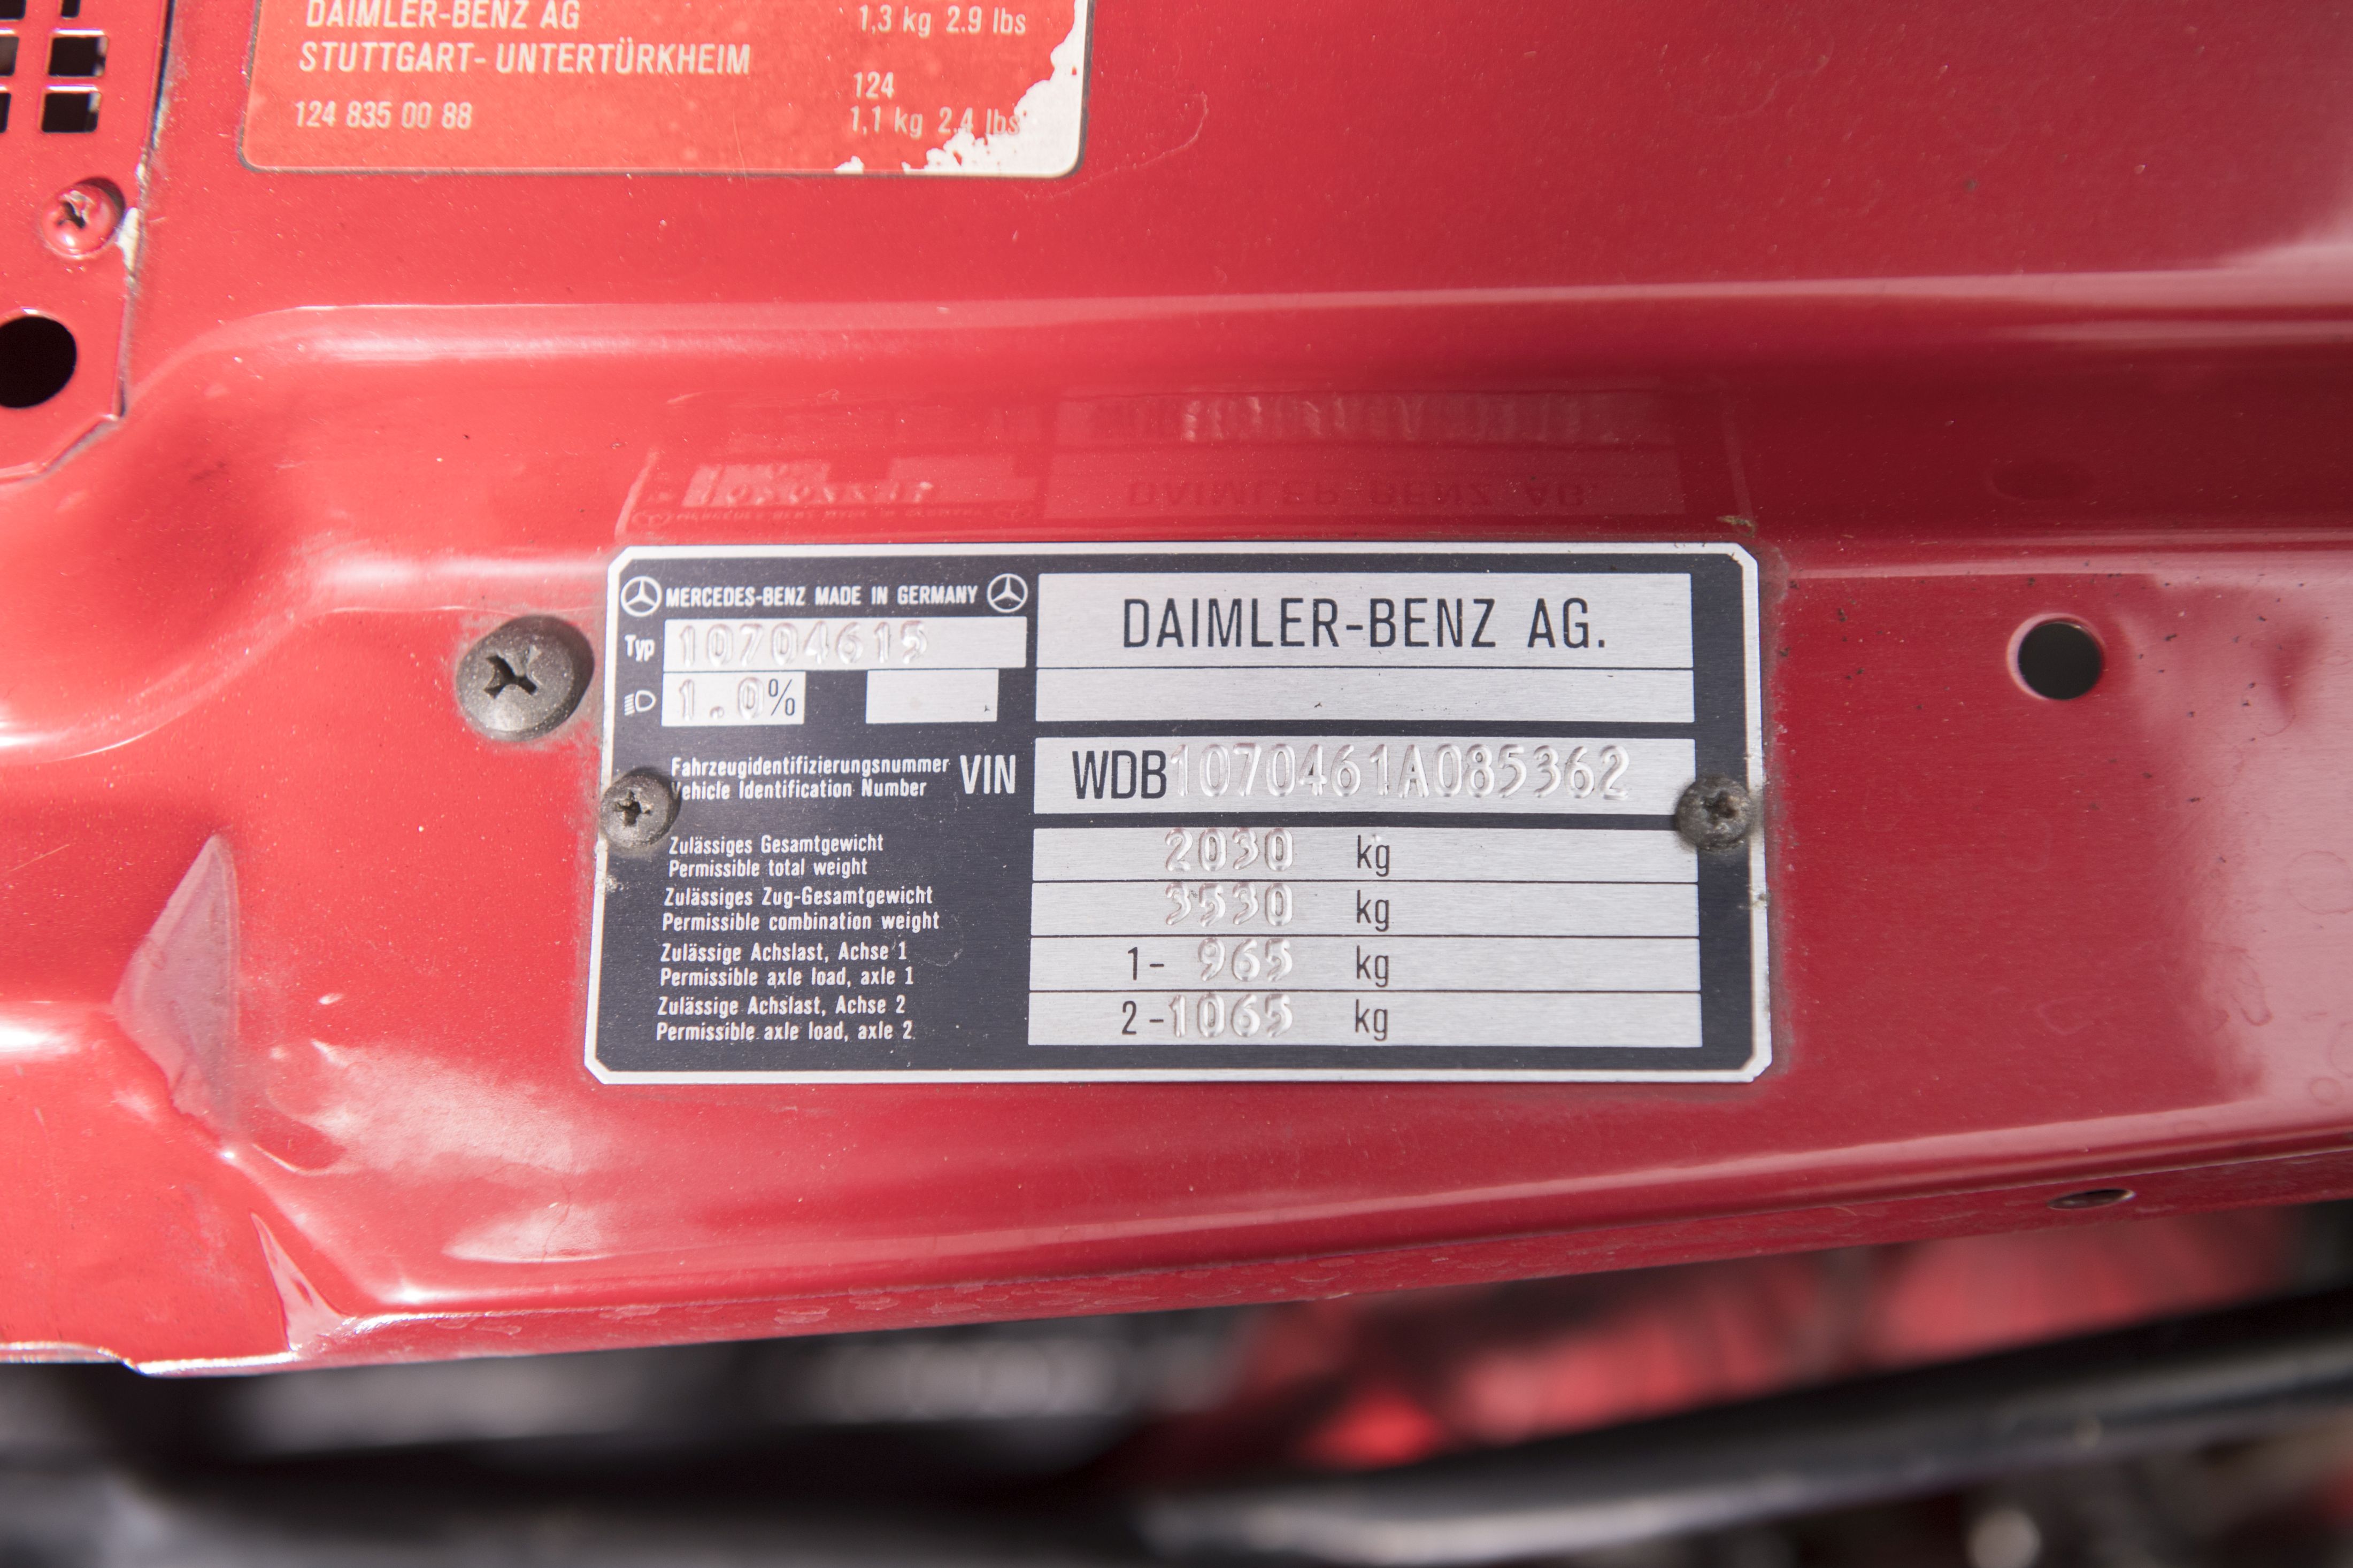 DAIMLER-BENZ AG 1,3 kg 2.9 lbs
STUTTGART-UNTERTÜRKHEIM
124
124 835 00 88 1,1 kg 2.4 lbs
MERCEDES-BENZ MADE IN GERMANY
DAIMLER-BENZ AG.
Typ 10704615
1.0%
Fahrzeugidentifizierungsnummer
Vehicle Identification Number VIN WDB1070461A085362
Zulässiges Gesamtgewicht
Permissible total weight 2030 kg
Zulässiges Zug-Gesamtgewicht
Permissible combination weight 3530 kg
Zulässige Achslast, Achse 1
Permissible axle load, axle 1 1- 965 kg
Zulässige Achslast, Achse 2
Permissible axle load, axle 2 2-1065 kg